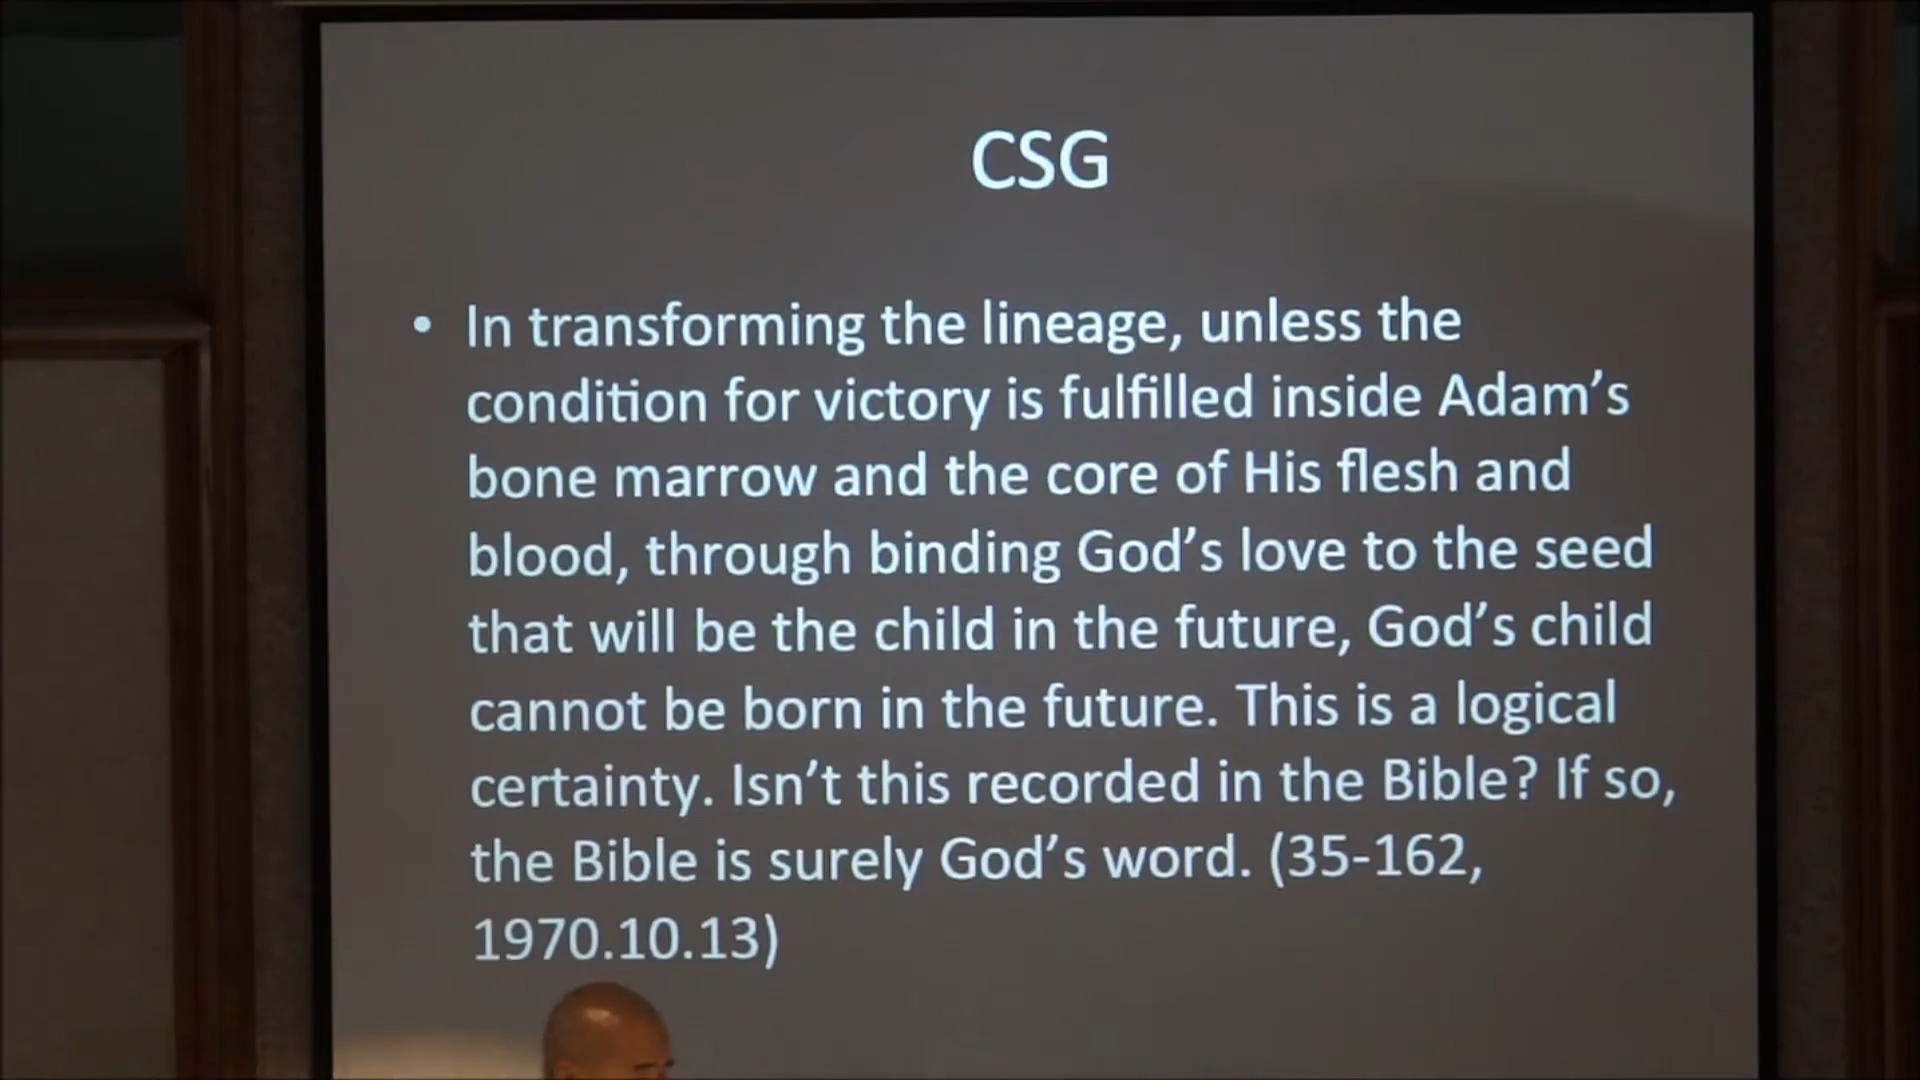 CSG
• In transforming the lineage, unless the
condition for victory is fulfilled inside Adam’s
bone marrow and the core of His flesh and
blood, through binding God’s love to the seed
that will be the child in the future, God’s child
cannot be born in the future. This is a logical
certainty. Isn’t this recorded in the Bible? If so,
the Bible is surely God’s word. (35-162,
1970.10.13)